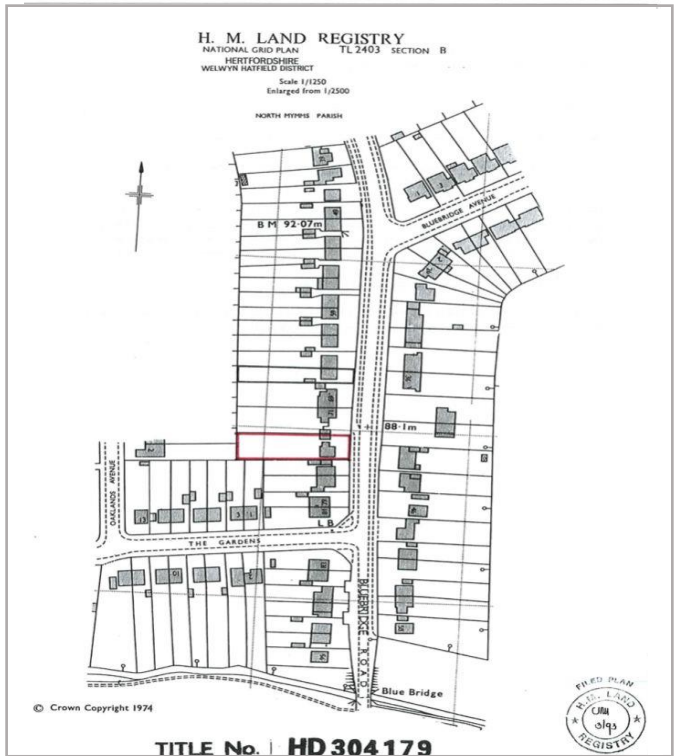 H. M. LAND REGISTRY
NATIONAL GRID PLAN TL 2403 SECTION B
HERTFORDSHIRE
WELWYN HATFIELD DISTRICT
Scale 1/1250
Enlarged from 1/2500
NORTH MYMMS PARISH
BLUEBRIDGE AVENUE
B M 92·07m
88·1m
OAKLANDS AVENUE
L B
THE GARDENS
BLUEBRIDGE ROAD
Blue Bridge
© Crown Copyright 1974
FILED PLAN
H. M. LAND
3/93
REGISTRY
TITLE No. HD 304179